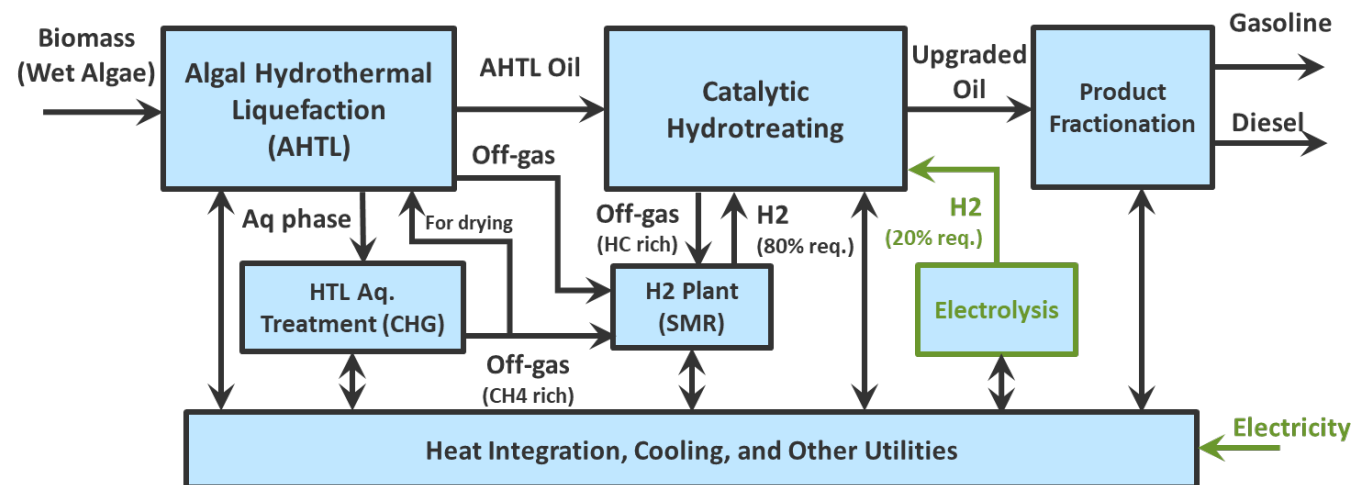 Biomass
(Wet Algae)
Algal Hydrothermal
Liquefaction
(AHTL)
AHTL Oil
Catalytic
Hydrotreating
Upgraded
Oil
Product
Fractionation
Gasoline
Diesel
Off-gas
Aq phase
For drying
Off-gas
(HC rich)
H2
(80% req.)
H2
(20% req.)
HTL Aq.
Treatment (CHG)
H2 Plant
(SMR)
Electrolysis
Off-gas
(CH4 rich)
Heat Integration, Cooling, and Other Utilities
Electricity